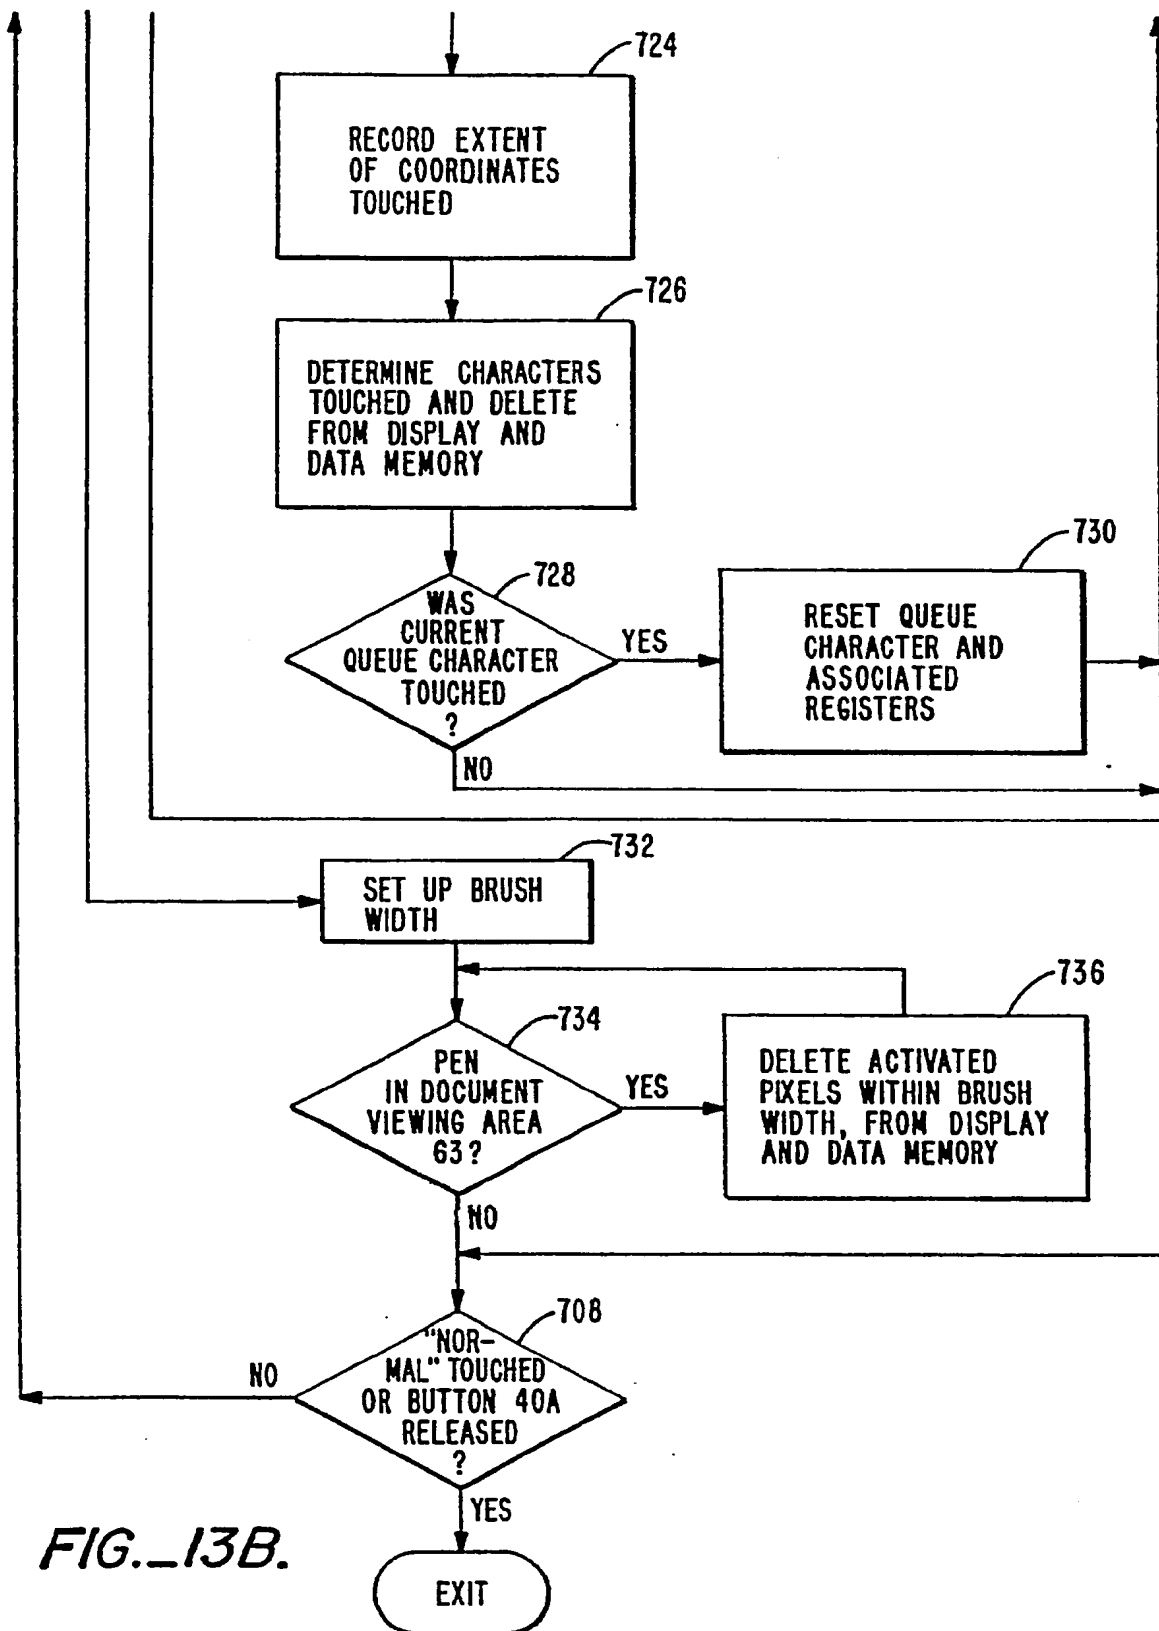 724
RECORD EXTENT
OF COORDINATES
TOUCHED
726
DETERMINE CHARACTERS
TOUCHED AND DELETE
FROM DISPLAY AND
DATA MEMORY
728
WAS
CURRENT
QUEUE CHARACTER
TOUCHED
?
YES
NO
730
RESET QUEUE
CHARACTER AND
ASSOCIATED
REGISTERS
732
SET UP BRUSH
WIDTH
734
PEN
IN DOCUMENT
VIEWING AREA
63?
YES
NO
736
DELETE ACTIVATED
PIXELS WITHIN BRUSH
WIDTH, FROM DISPLAY
AND DATA MEMORY
708
"NOR-
MAL" TOUCHED
OR BUTTON 40A
RELEASED
?
NO
YES
EXIT
FIG._13B.